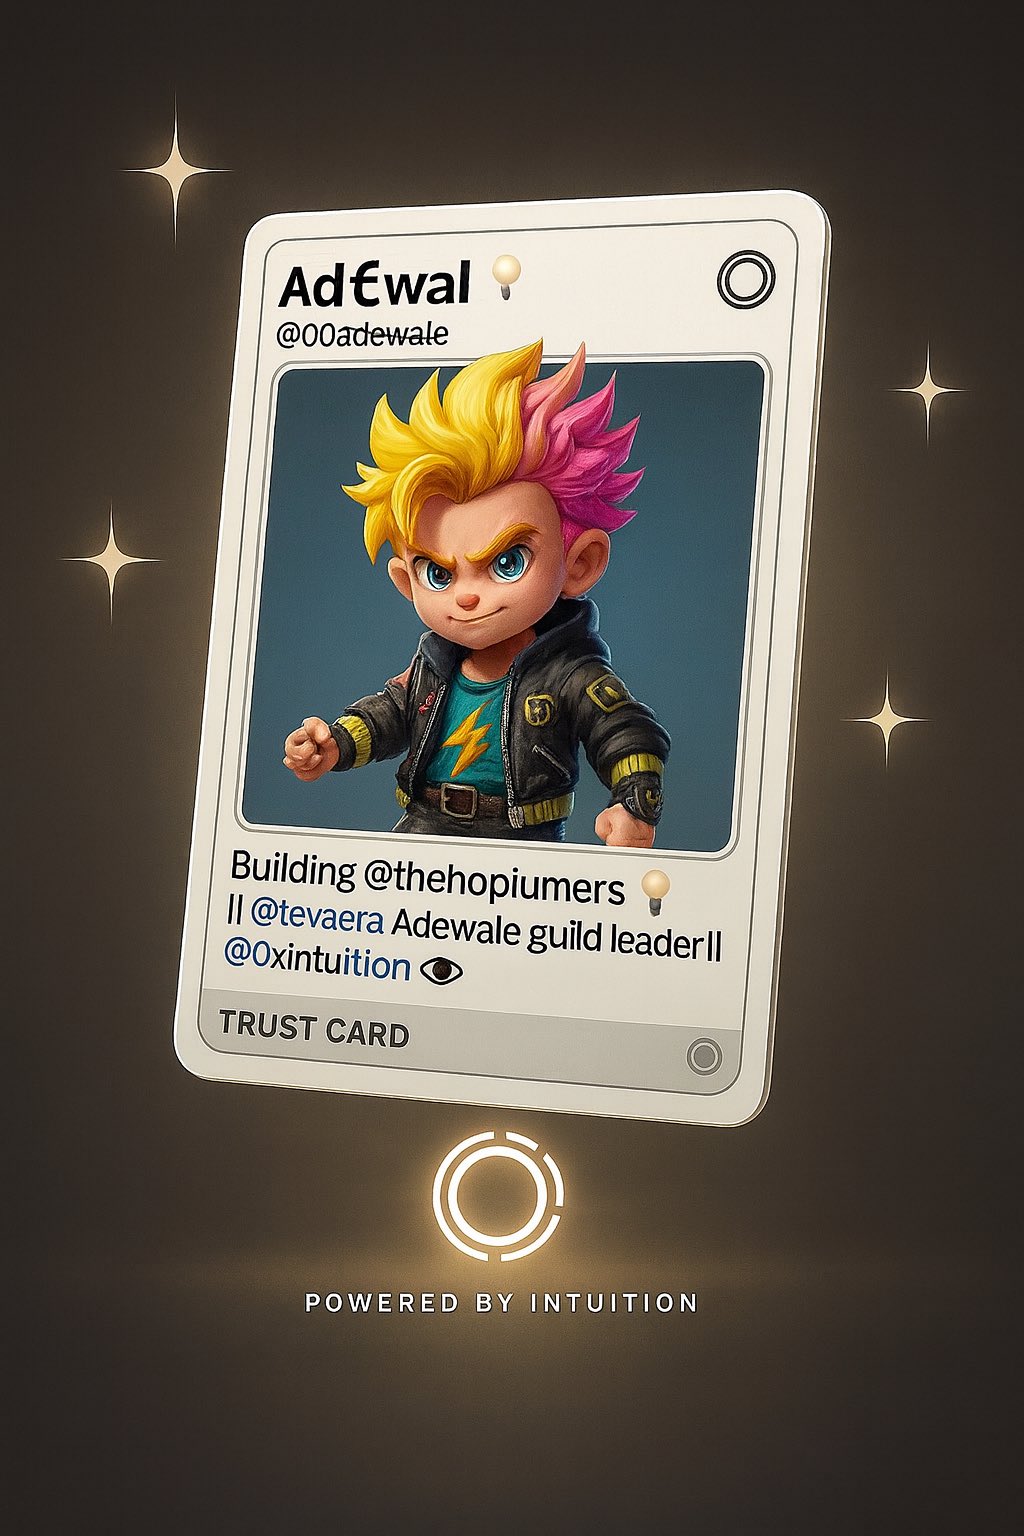 Ad€wal 💡
@00adewale
Building @thehopiumers 💡
|| @tevaera Adewale guild leader||
@0xintuition 👁
TRUST CARD
POWERED BY INTUITION